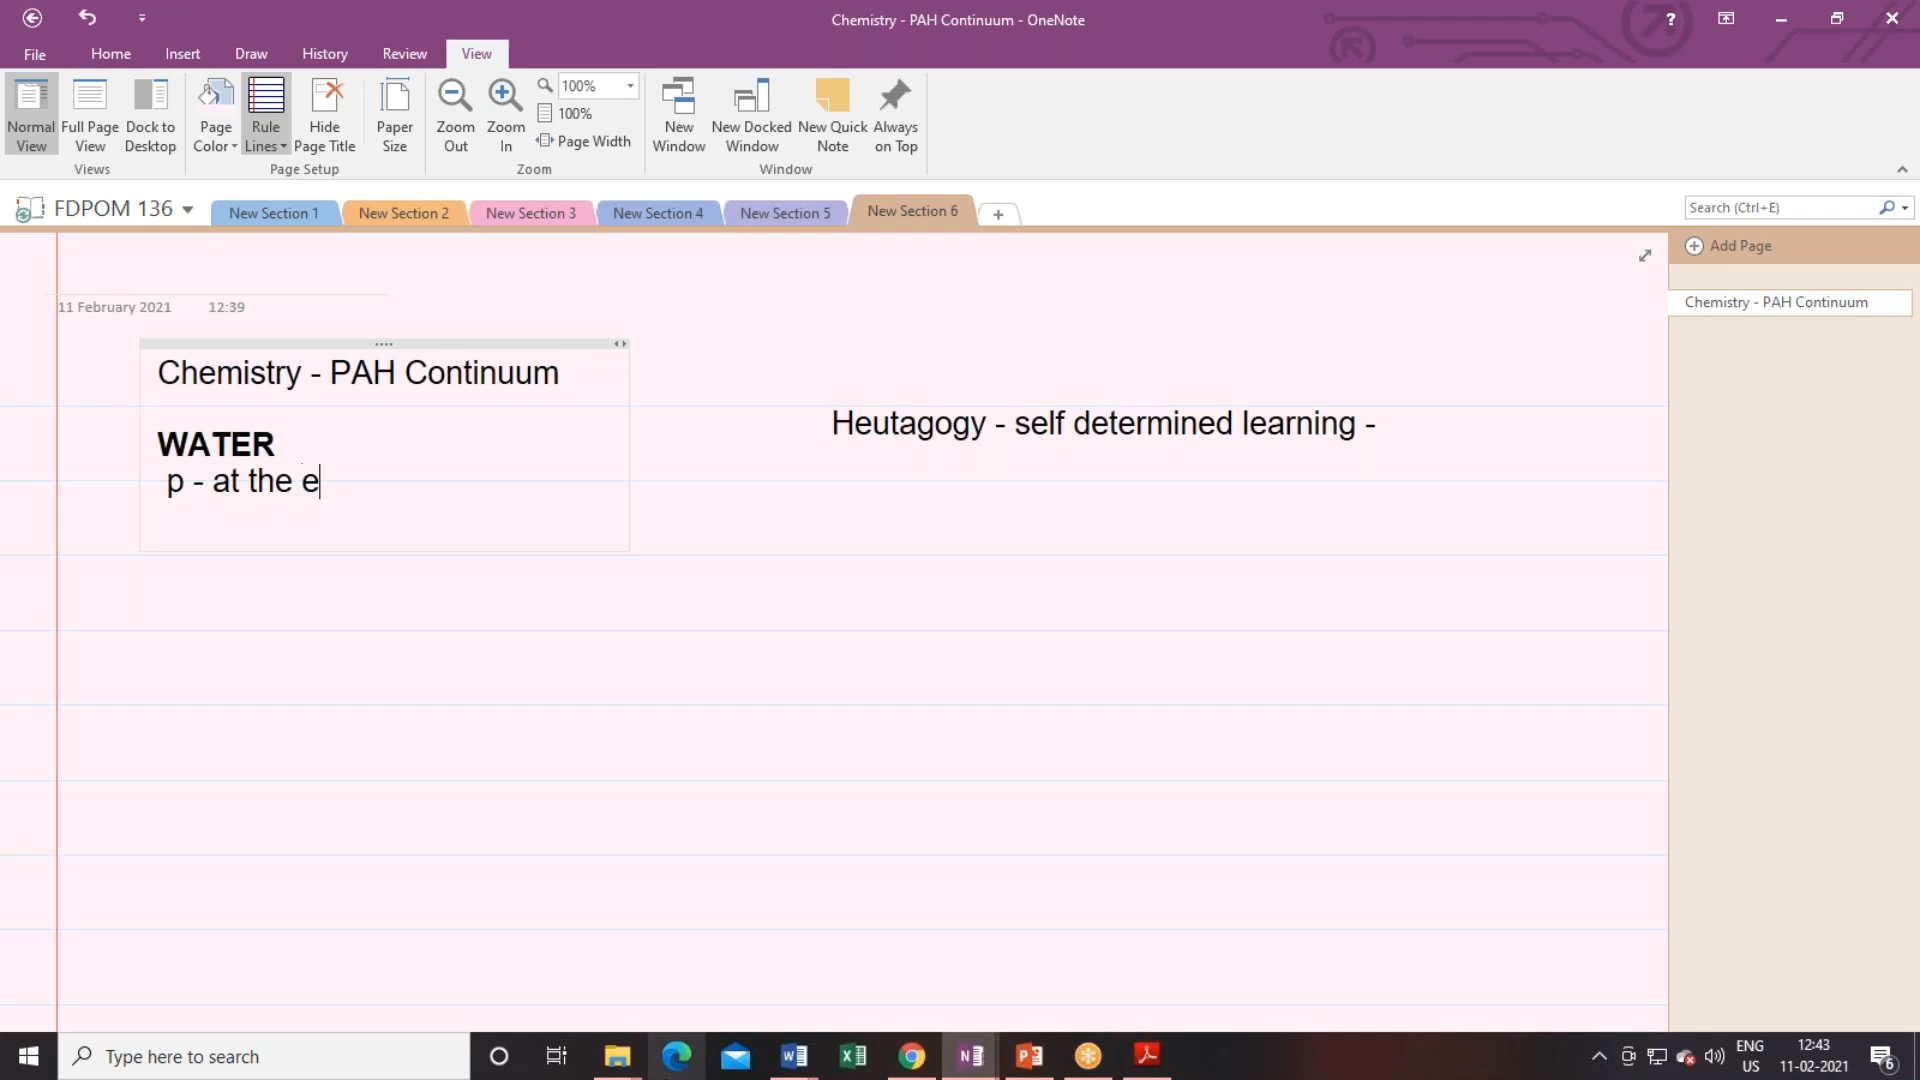 Chemistry - PAH Continuum - OneNote
?
File Home Insert Draw History Review View
Normal View
Full Page View
Dock to Desktop
Views
Page Color
Rule Lines
Hide Page Title
Paper Size
Page Setup
Zoom Out
Zoom In
100%
100%
Page Width
Zoom
New Window
New Docked Window
New Quick Note
Always on Top
Window
FDPOM 136
New Section 1 New Section 2 New Section 3 New Section 4 New Section 5 New Section 6
Search (Ctrl+E)
Add Page
Chemistry - PAH Continuum
11 February 2021 12:39
Chemistry - PAH Continuum
WATER
p - at the e
Heutagogy - self determined learning -
Type here to search
ENG
US
12:43
11-02-2021
6